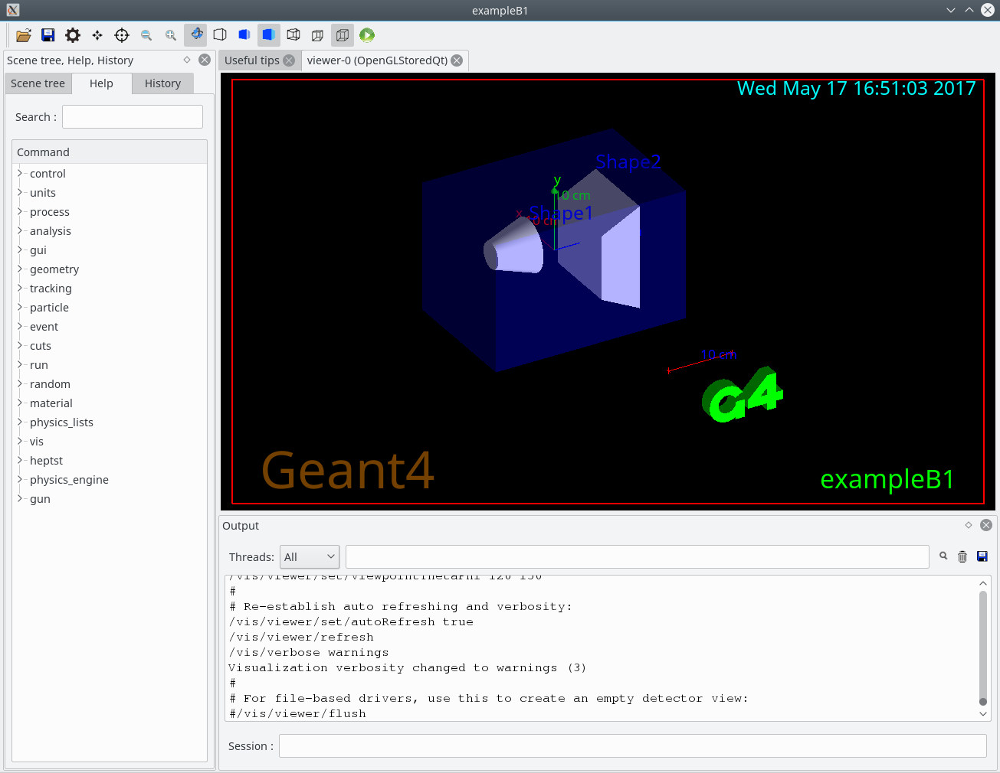 exampleB1
Scene tree, Help, History
Useful tips
viewer-0 (OpenGLStoredQt)
Scene tree
Help
History
Search :
Command
control
units
process
analysis
gui
geometry
tracking
particle
event
cuts
run
random
material
physics_lists
vis
heptst
physics_engine
gun
Wed May 17 16:51:03 2017
Shape2
y
10 cm
x
Shape1
10 cm
10 cm
G4
Geant4
exampleB1
Output
Threads:
All
/vis/viewer/set/viewpointThetaPhi 120 150
#
# Re-establish auto refreshing and verbosity:
/vis/viewer/set/autoRefresh true
/vis/viewer/refresh
/vis/verbose warnings
Visualization verbosity changed to warnings (3)
#
# For file-based drivers, use this to create an empty detector view:
#/vis/viewer/flush
Session :